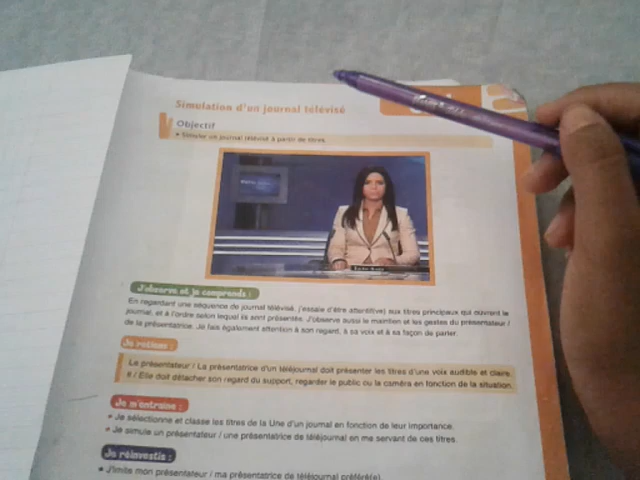 Simulation d'un journal télévisé
Objectif
• Simuler un journal télévisé à partir de titres.
J'observe et je comprends :
En regardant une séquence de journal télévisé, j'essaie d'être attentif(ve) aux titres principaux qui ouvrent le
journal, et à l'ordre selon lequel ils sont présentés. J'observe aussi le maintien et les gestes du présentateur /
de la présentatrice. Je fais également attention à son regard, à sa voix et à sa façon de parler.
Je retiens :
Le présentateur / La présentatrice d'un téléjournal doit présenter les titres d'une voix audible et claire.
Il / Elle doit détacher son regard du support, regarder le public ou la caméra en fonction de la situation.
Je m'entraine :
• Je sélectionne et classe les titres de la Une d'un journal en fonction de leur importance.
• Je simule un présentateur / une présentatrice de téléjournal en me servant de ces titres.
Je réinvestis :
• J'imite mon présentateur / ma présentatrice de téléjournal préféré(e).